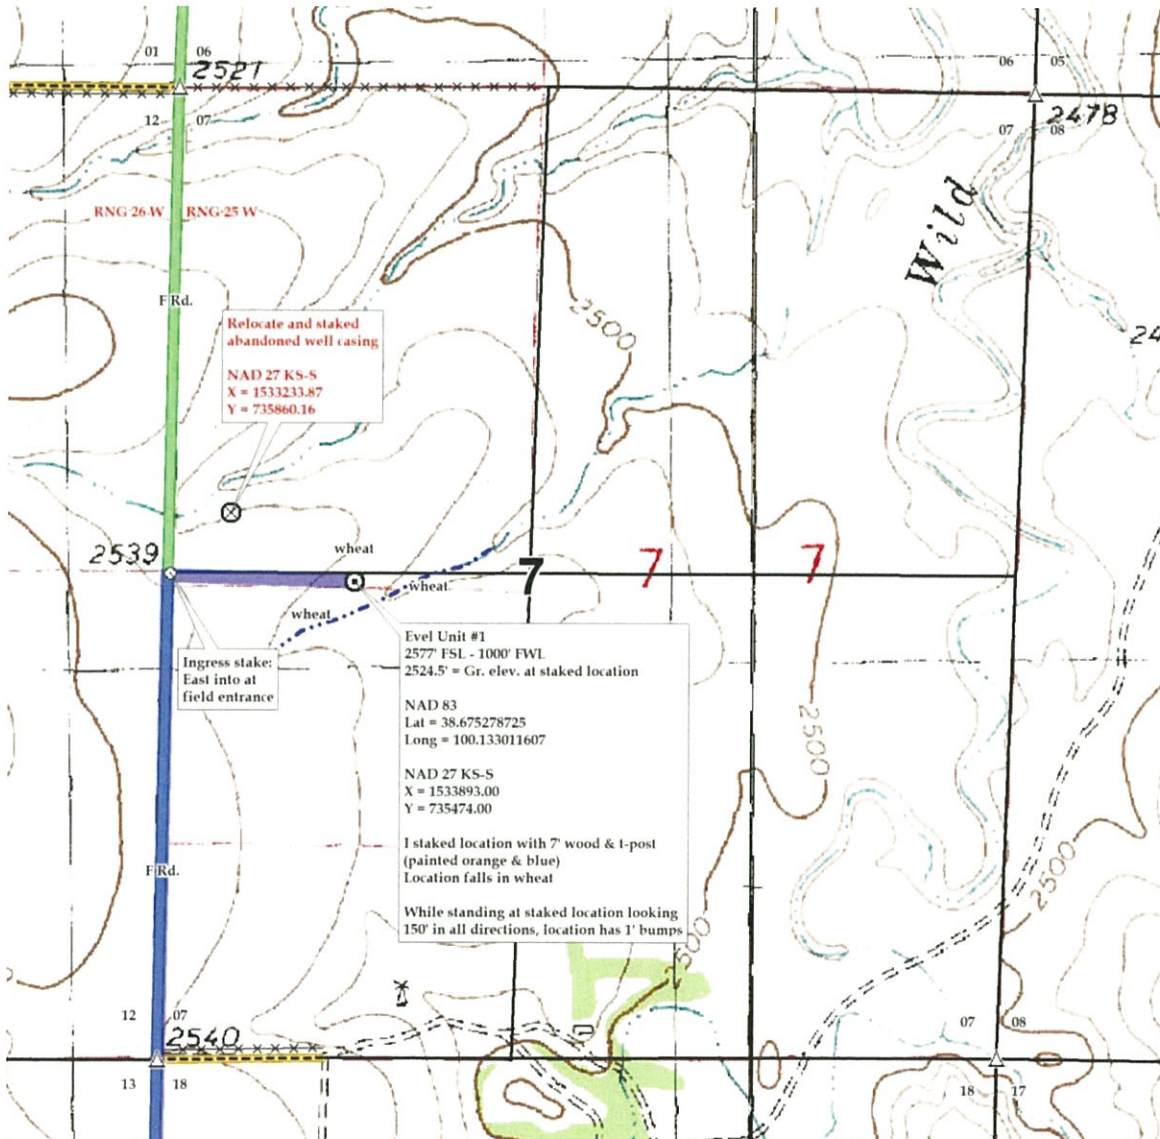 01 06
06 05
2521
12 07
2478
07 08
Wild
RNG 26 W RNG 25 W
F Rd.
Relocate and staked
abandoned well casing
NAD 27 KS-S
X = 1533233.87
Y = 735860.16
2500
24
2539
wheat
7
7
7
wheat
wheat
Evel Unit #1
2577' FSL - 1000' FWL
2524.5' = Gr. elev. at staked location
NAD 83
Lat = 38.675278725
Long = 100.133011607
NAD 27 KS-S
X = 1533893.00
Y = 735474.00
I staked location with 7' wood & t-post
(painted orange & blue)
Location falls in wheat
While standing at staked location looking
150' in all directions, location has 1' bumps
Ingress stake:
East into at
field entrance
2500
F Rd.
2500
2500
12 07
2540
07 08
13 18
18 17